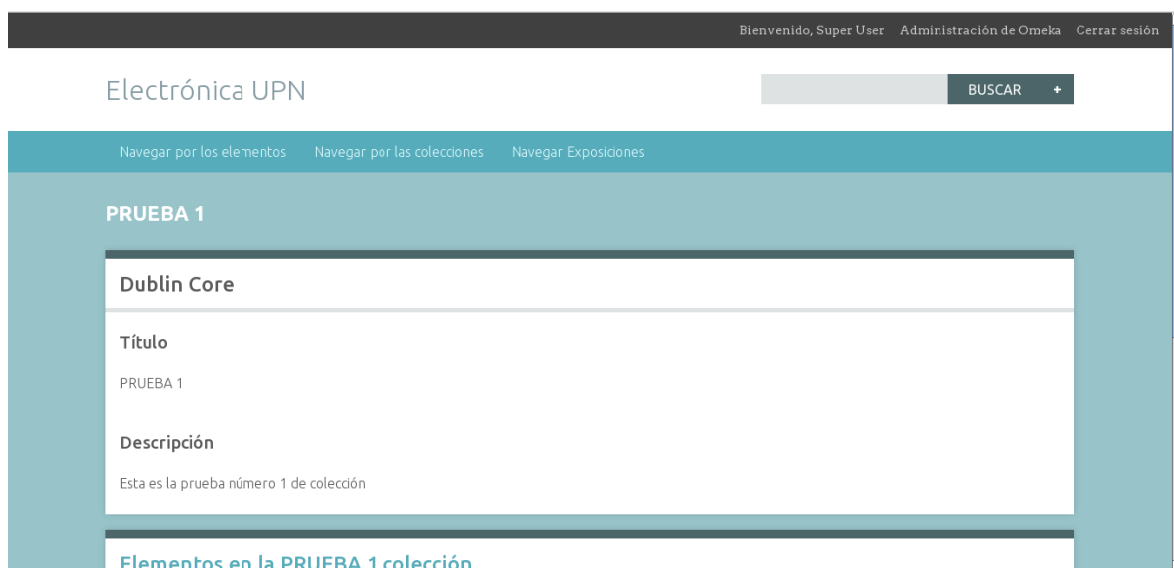 Bienvenido, Super User Administración de Omeka Cerrar sesión
Electrónica UPN
BUSCAR +
Navegar por los elementos Navegar por las colecciones Navegar Exposiciones
PRUEBA 1
Dublin Core
Título
PRUEBA 1
Descripción
Esta es la prueba número 1 de colección
Elementos en la PRUEBA 1 colección